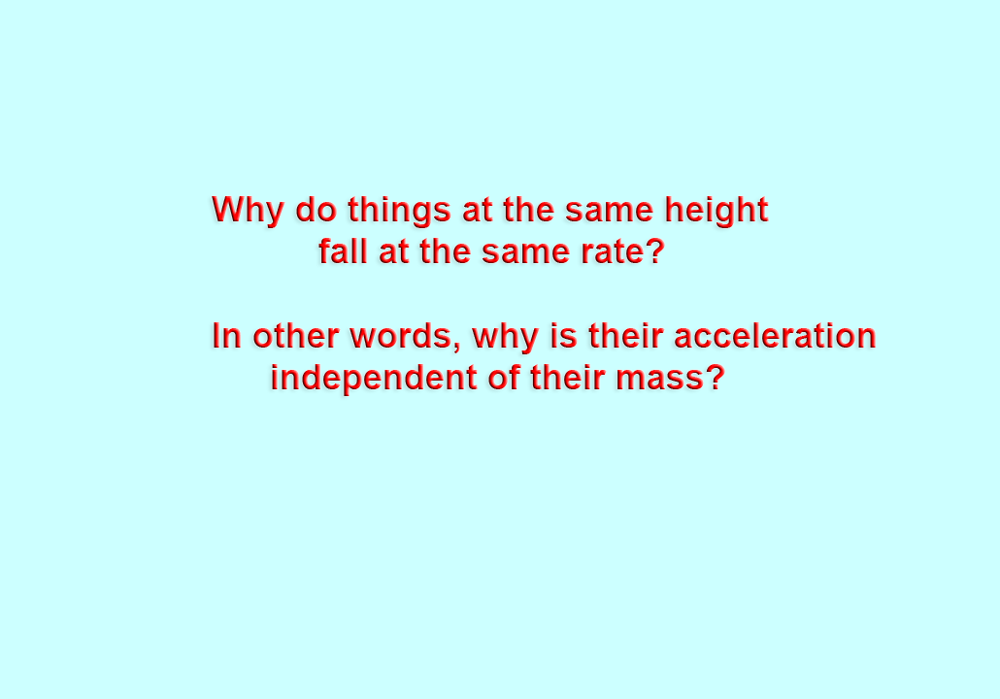 Why do things at the same height
fall at the same rate?
In other words, why is their acceleration
independent of their mass?